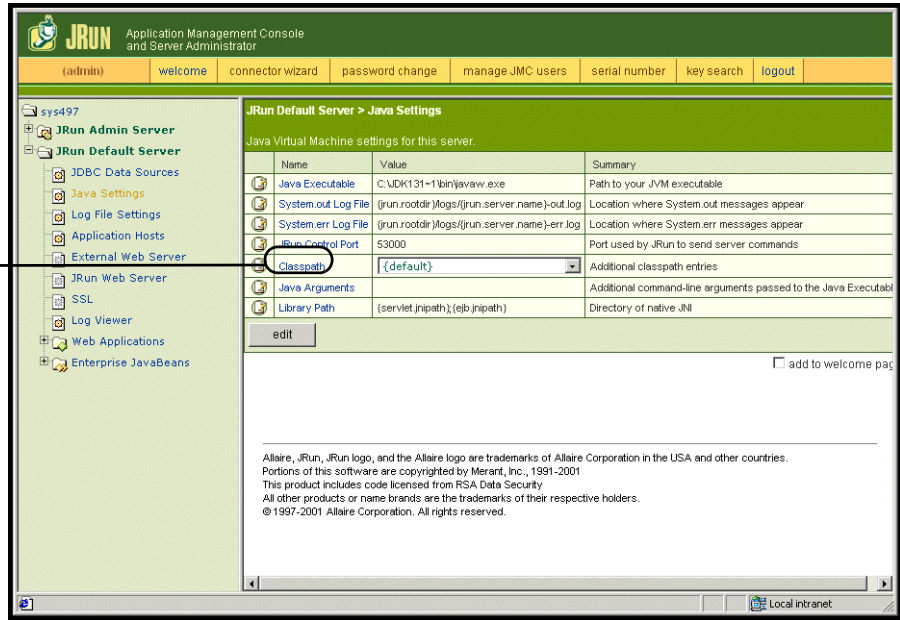 JRUN
Application Management Console
and Server Administrator
(admin) welcome connector wizard password change manage JMC users serial number key search logout
sys497
JRun Admin Server
JRun Default Server
JDBC Data Sources
Java Settings
Log File Settings
Application Hosts
External Web Server
JRun Web Server
SSL
Log Viewer
Web Applications
Enterprise JavaBeans
JRun Default Server > Java Settings
Java Virtual Machine settings for this server.
Name Value Summary
Java Executable C:\JDK131~1\bin\javaw.exe Path to your JVM executable
System.out Log File {jrun.rootdir}/logs/{jrun.server.name}-out.log Location where System.out messages appear
System.err Log File {jrun.rootdir}/logs/{jrun.server.name}-err.log Location where System.err messages appear
JRun Control Port 53000 Port used by JRun to send server commands
Classpath {default} Additional classpath entries
Java Arguments Additional command-line arguments passed to the Java Executabl
Library Path {servlet.jnipath};{ejb.jnipath} Directory of native JNI
edit
add to welcome pag
Allaire, JRun, JRun logo, and the Allaire logo are trademarks of Allaire Corporation in the USA and other countries.
Portions of this software are copyrighted by Merant, Inc., 1991-2001
This product includes code licensed from RSA Data Security
All other products or name brands are the trademarks of their respective holders.
© 1997-2001 Allaire Corporation. All rights reserved.
Local intranet